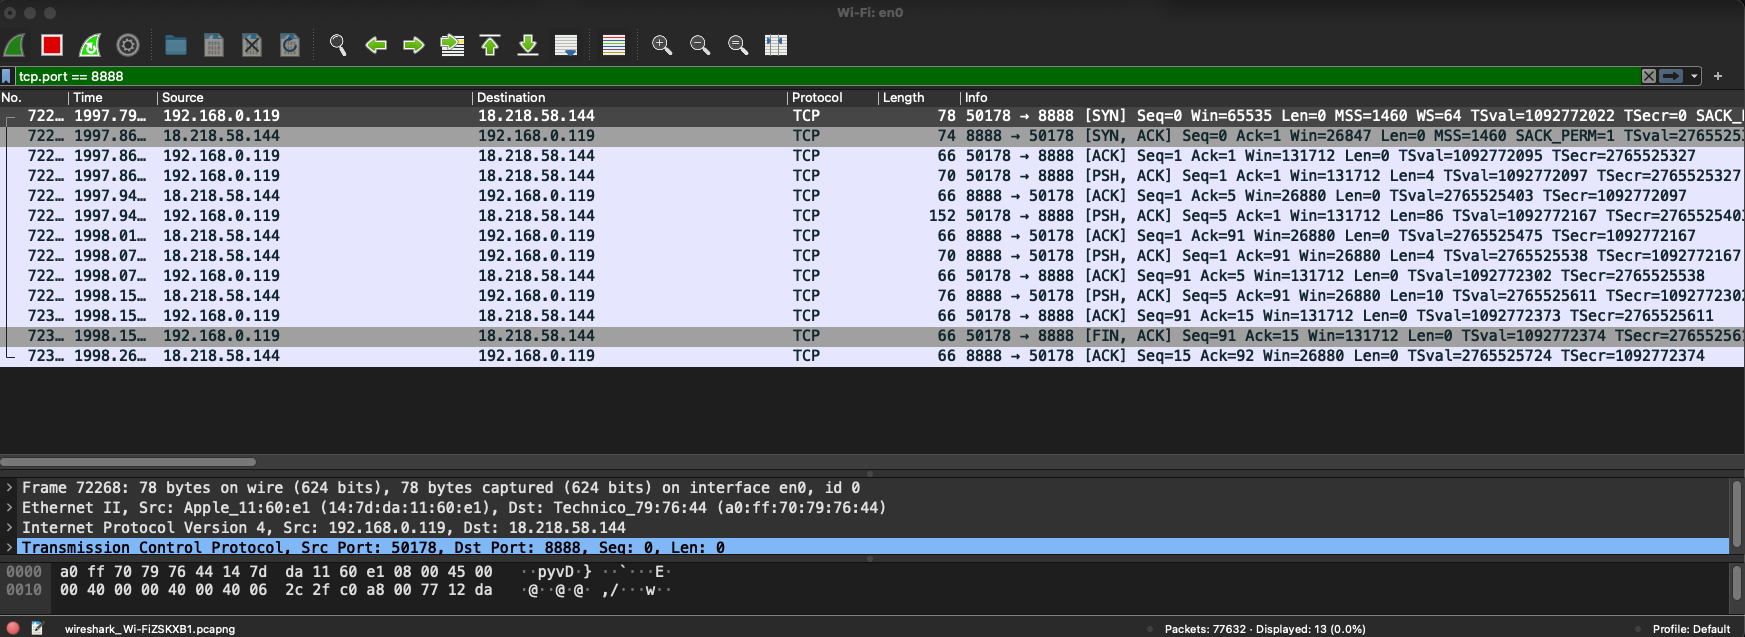 Wi-Fi: en0
tcp.port == 8888
No. Time Source Destination Protocol Length Info
722… 1997.79… 192.168.0.119 18.218.58.144 TCP 78 50178 → 8888 [SYN] Seq=0 Win=65535 Len=0 MSS=1460 WS=64 TSval=1092772022 TSecr=0 SACK_
722… 1997.86… 18.218.58.144 192.168.0.119 TCP 74 8888 → 50178 [SYN, ACK] Seq=0 Ack=1 Win=26847 Len=0 MSS=1460 SACK_PERM=1 TSval=27655253
722… 1997.86… 192.168.0.119 18.218.58.144 TCP 66 50178 → 8888 [ACK] Seq=1 Ack=1 Win=131712 Len=0 TSval=1092772095 TSecr=2765525327
722… 1997.86… 192.168.0.119 18.218.58.144 TCP 70 50178 → 8888 [PSH, ACK] Seq=1 Ack=1 Win=131712 Len=4 TSval=1092772097 TSecr=2765525327
722… 1997.94… 18.218.58.144 192.168.0.119 TCP 66 8888 → 50178 [ACK] Seq=1 Ack=5 Win=26880 Len=0 TSval=2765525403 TSecr=1092772097
722… 1997.94… 192.168.0.119 18.218.58.144 TCP 152 50178 → 8888 [PSH, ACK] Seq=5 Ack=1 Win=131712 Len=86 TSval=1092772167 TSecr=2765525403
722… 1998.01… 18.218.58.144 192.168.0.119 TCP 66 8888 → 50178 [ACK] Seq=1 Ack=91 Win=26880 Len=0 TSval=2765525475 TSecr=1092772167
722… 1998.07… 18.218.58.144 192.168.0.119 TCP 70 8888 → 50178 [PSH, ACK] Seq=1 Ack=91 Win=26880 Len=4 TSval=2765525538 TSecr=1092772167
722… 1998.07… 192.168.0.119 18.218.58.144 TCP 66 50178 → 8888 [ACK] Seq=91 Ack=5 Win=131712 Len=0 TSval=1092772302 TSecr=2765525538
722… 1998.15… 18.218.58.144 192.168.0.119 TCP 76 8888 → 50178 [PSH, ACK] Seq=5 Ack=91 Win=26880 Len=10 TSval=2765525611 TSecr=1092772302
723… 1998.15… 192.168.0.119 18.218.58.144 TCP 66 50178 → 8888 [ACK] Seq=91 Ack=15 Win=131712 Len=0 TSval=1092772373 TSecr=2765525611
723… 1998.15… 192.168.0.119 18.218.58.144 TCP 66 50178 → 8888 [FIN, ACK] Seq=91 Ack=15 Win=131712 Len=0 TSval=1092772374 TSecr=276552561
723… 1998.26… 18.218.58.144 192.168.0.119 TCP 66 8888 → 50178 [ACK] Seq=15 Ack=92 Win=26880 Len=0 TSval=2765525724 TSecr=1092772374
Frame 72268: 78 bytes on wire (624 bits), 78 bytes captured (624 bits) on interface en0, id 0
Ethernet II, Src: Apple_11:60:e1 (14:7d:da:11:60:e1), Dst: Technico_79:76:44 (a0:ff:70:79:76:44)
Internet Protocol Version 4, Src: 192.168.0.119, Dst: 18.218.58.144
Transmission Control Protocol, Src Port: 50178, Dst Port: 8888, Seq: 0, Len: 0
0000 a0 ff 70 79 76 44 14 7d da 11 60 e1 08 00 45 00 ··pyvD·} ··`···E·
0010 00 40 00 00 40 00 40 06 2c 2f c0 a8 00 77 12 da ·@··@·@· ,/···w··
wireshark_Wi-FiZSKXB1.pcapng Packets: 77632 · Displayed: 13 (0.0%) Profile: Default